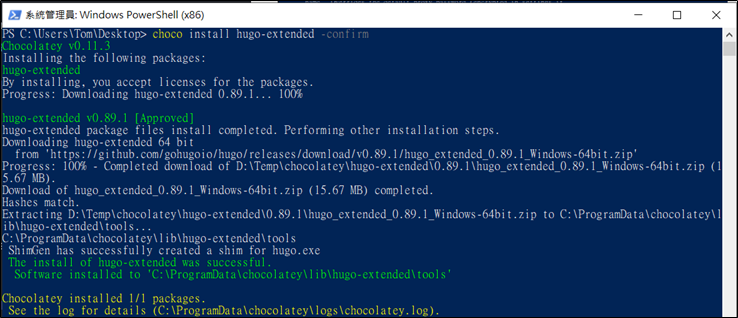 系統管理員: Windows PowerShell (x86)
PS C:\Users\Tom\Desktop> choco install hugo-extended -confirm
Chocolatey v0.11.3
Installing the following packages:
hugo-extended
By installing, you accept licenses for the packages.
Progress: Downloading hugo-extended 0.89.1... 100%
hugo-extended v0.89.1 [Approved]
hugo-extended package files install completed. Performing other installation steps.
Downloading hugo-extended 64 bit
from 'https://github.com/gohugoio/hugo/releases/download/v0.89.1/hugo_extended_0.89.1_Windows-64bit.zip'
Progress: 100% - Completed download of D:\Temp\chocolatey\hugo-extended\0.89.1\hugo_extended_0.89.1_Windows-64bit.zip (1
5.67 MB).
Download of hugo_extended_0.89.1_Windows-64bit.zip (15.67 MB) completed.
Hashes match.
Extracting D:\Temp\chocolatey\hugo-extended\0.89.1\hugo_extended_0.89.1_Windows-64bit.zip to C:\ProgramData\chocolatey\l
ib\hugo-extended\tools...
C:\ProgramData\chocolatey\lib\hugo-extended\tools
ShimGen has successfully created a shim for hugo.exe
The install of hugo-extended was successful.
Software installed to 'C:\ProgramData\chocolatey\lib\hugo-extended\tools'
Chocolatey installed 1/1 packages.
See the log for details (C:\ProgramData\chocolatey\logs\chocolatey.log).